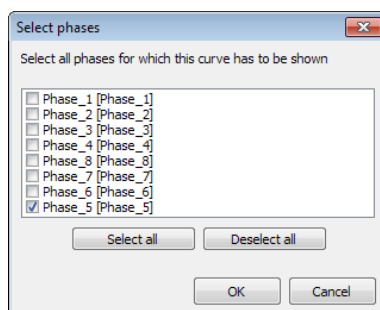 Select phases
Select all phases for which this curve has to be shown
Phase_1 [Phase_1]
Phase_2 [Phase_2]
Phase_3 [Phase_3]
Phase_4 [Phase_4]
Phase_8 [Phase_8]
Phase_7 [Phase_7]
Phase_6 [Phase_6]
Phase_5 [Phase_5]
Select all Deselect all
OK Cancel